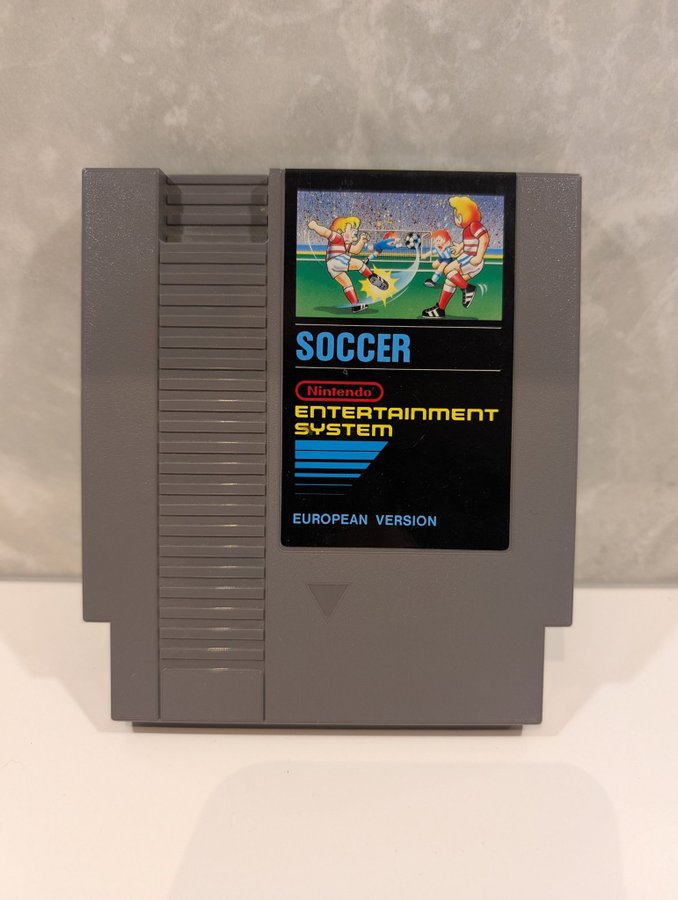 SOCCER
Nintendo
ENTERTAINMENT
SYSTEM
EUROPEAN VERSION